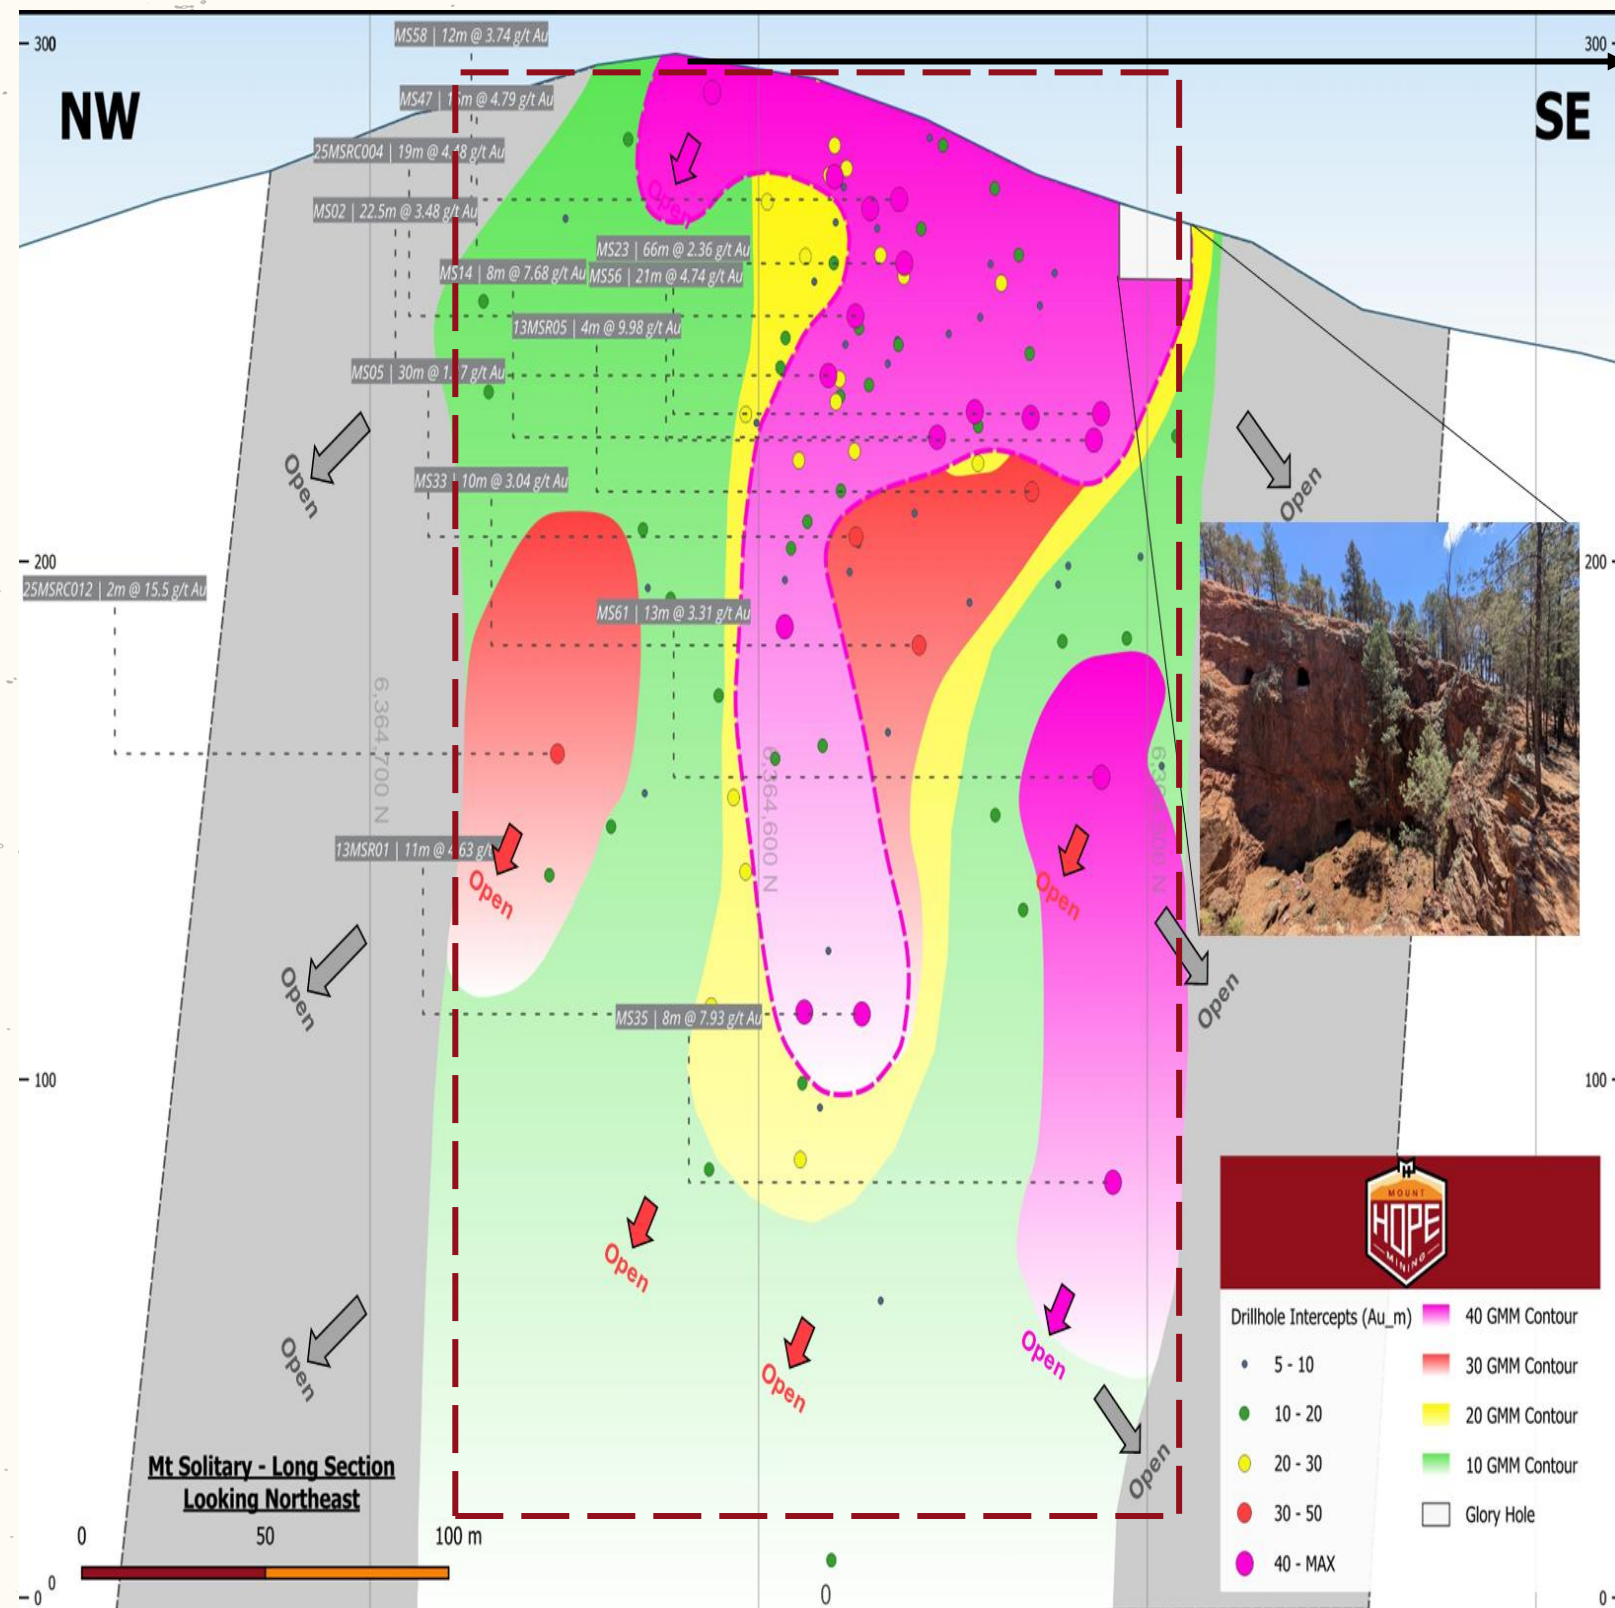 300
300
MS58 | 12m @ 3.74 g/t Au
NW
SE
MS47 | 15m @ 4.79 g/t Au
25MSRC004 | 19m @ 4.48 g/t Au
Open
MS02 | 22.5m @ 3.48 g/t Au
MS23 | 66m @ 2.36 g/t Au
MS14 | 8m @ 7.68 g/t Au
MS56 | 21m @ 4.74 g/t Au
13MSR05 | 4m @ 9.98 g/t Au
MS05 | 30m @ g/t Au
Open
Open
MS33 | 10m @ 3.04 g/t Au
200
200
25MSRC012 | 2m @ 15.5 g/t Au
MS61 | 13m @ 3.31 g/t Au
6,364,700 N
6,364,600 N
13MSR01 | 11m @ 4.63 g/t
Open
Open
Open
Open
MS35 | 8m @ 7.93 g/t Au
100
100
Open
Open
Open
Open
Open
MOUNT
HOPE
MINING
Drillhole Intercepts (Au_m)
5 - 10
10 - 20
20 - 30
30 - 50
40 - MAX
40 GMM Contour
30 GMM Contour
20 GMM Contour
10 GMM Contour
Glory Hole
Mt Solitary - Long Section
Looking Northeast
0 50 100 m
0
0
0
0